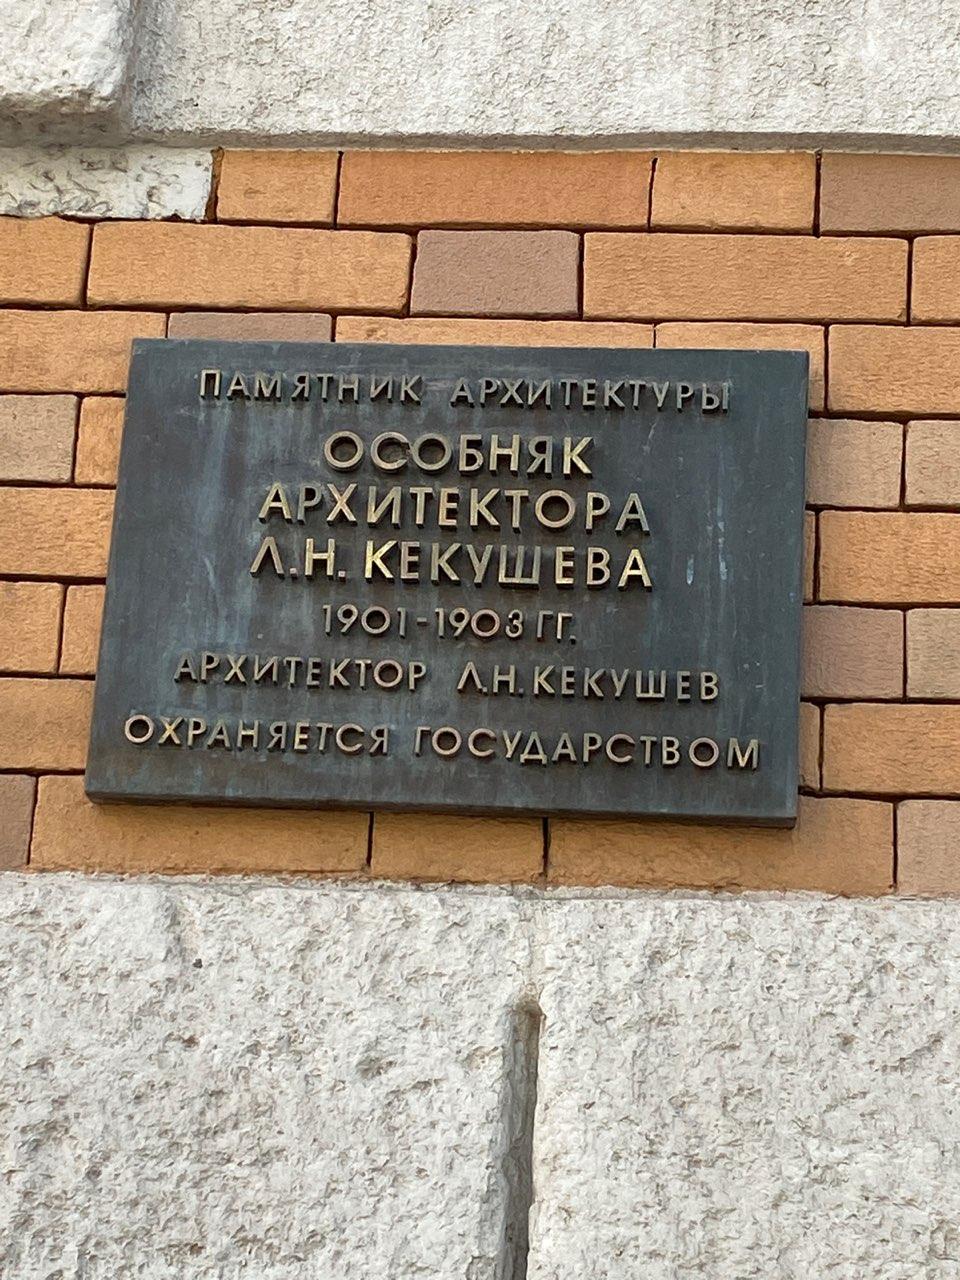 ПАМЯТНИК АРХИТЕКТУРЫ
ОСОБНЯК
АРХИТЕКТОРА
Л.Н. КЕКУШЕВА
1901-1903 ГГ.
АРХИТЕКТОР Л.Н. КЕКУШЕВ
ОХРАНЯЕТСЯ ГОСУДАРСТВОМ